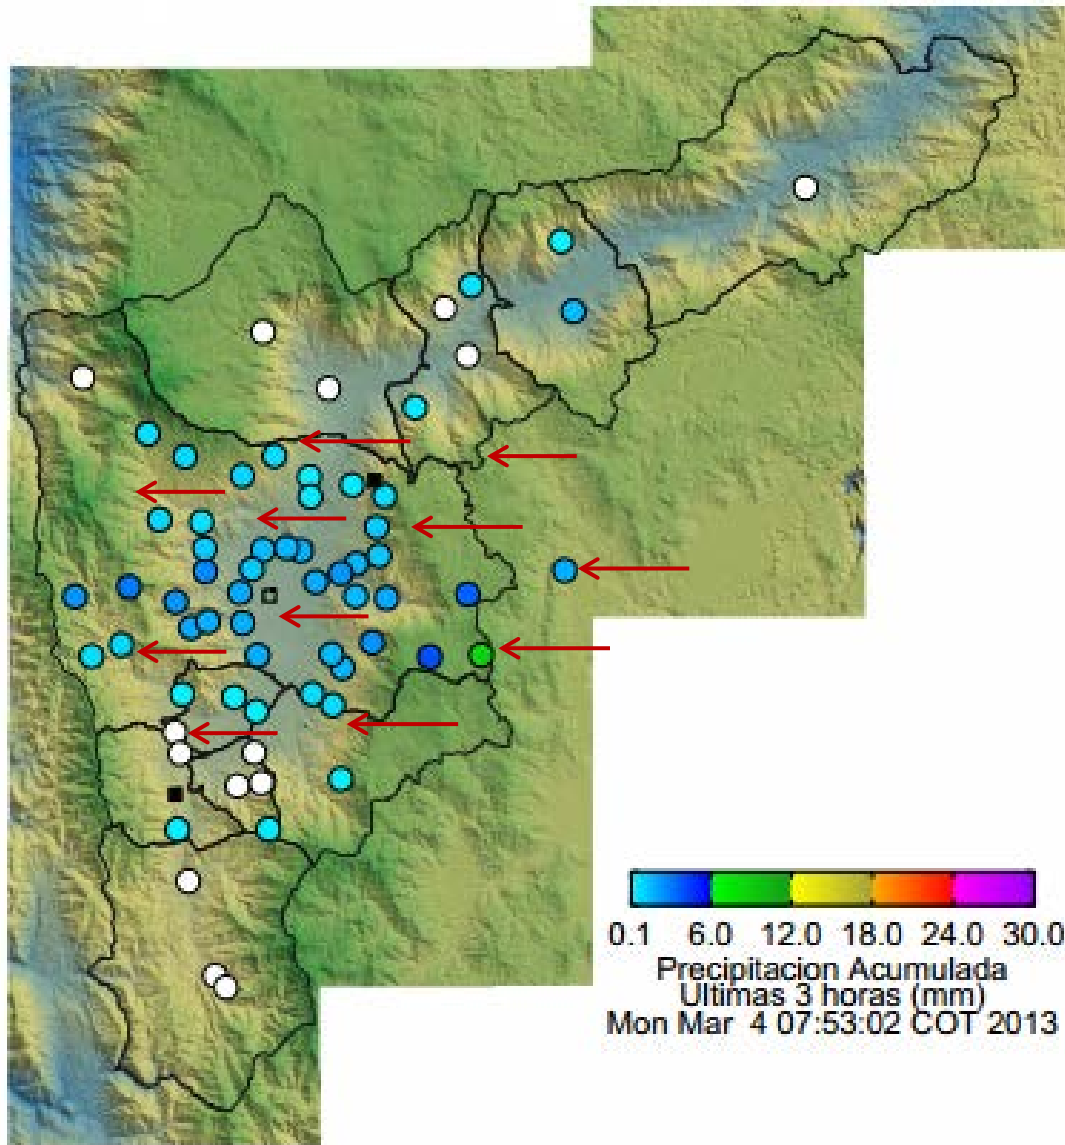 0.1 6.0 12.0 18.0 24.0 30.0
Precipitacion Acumulada
Ultimas 3 horas (mm)
Mon Mar 4 07:53:02 COT 2013